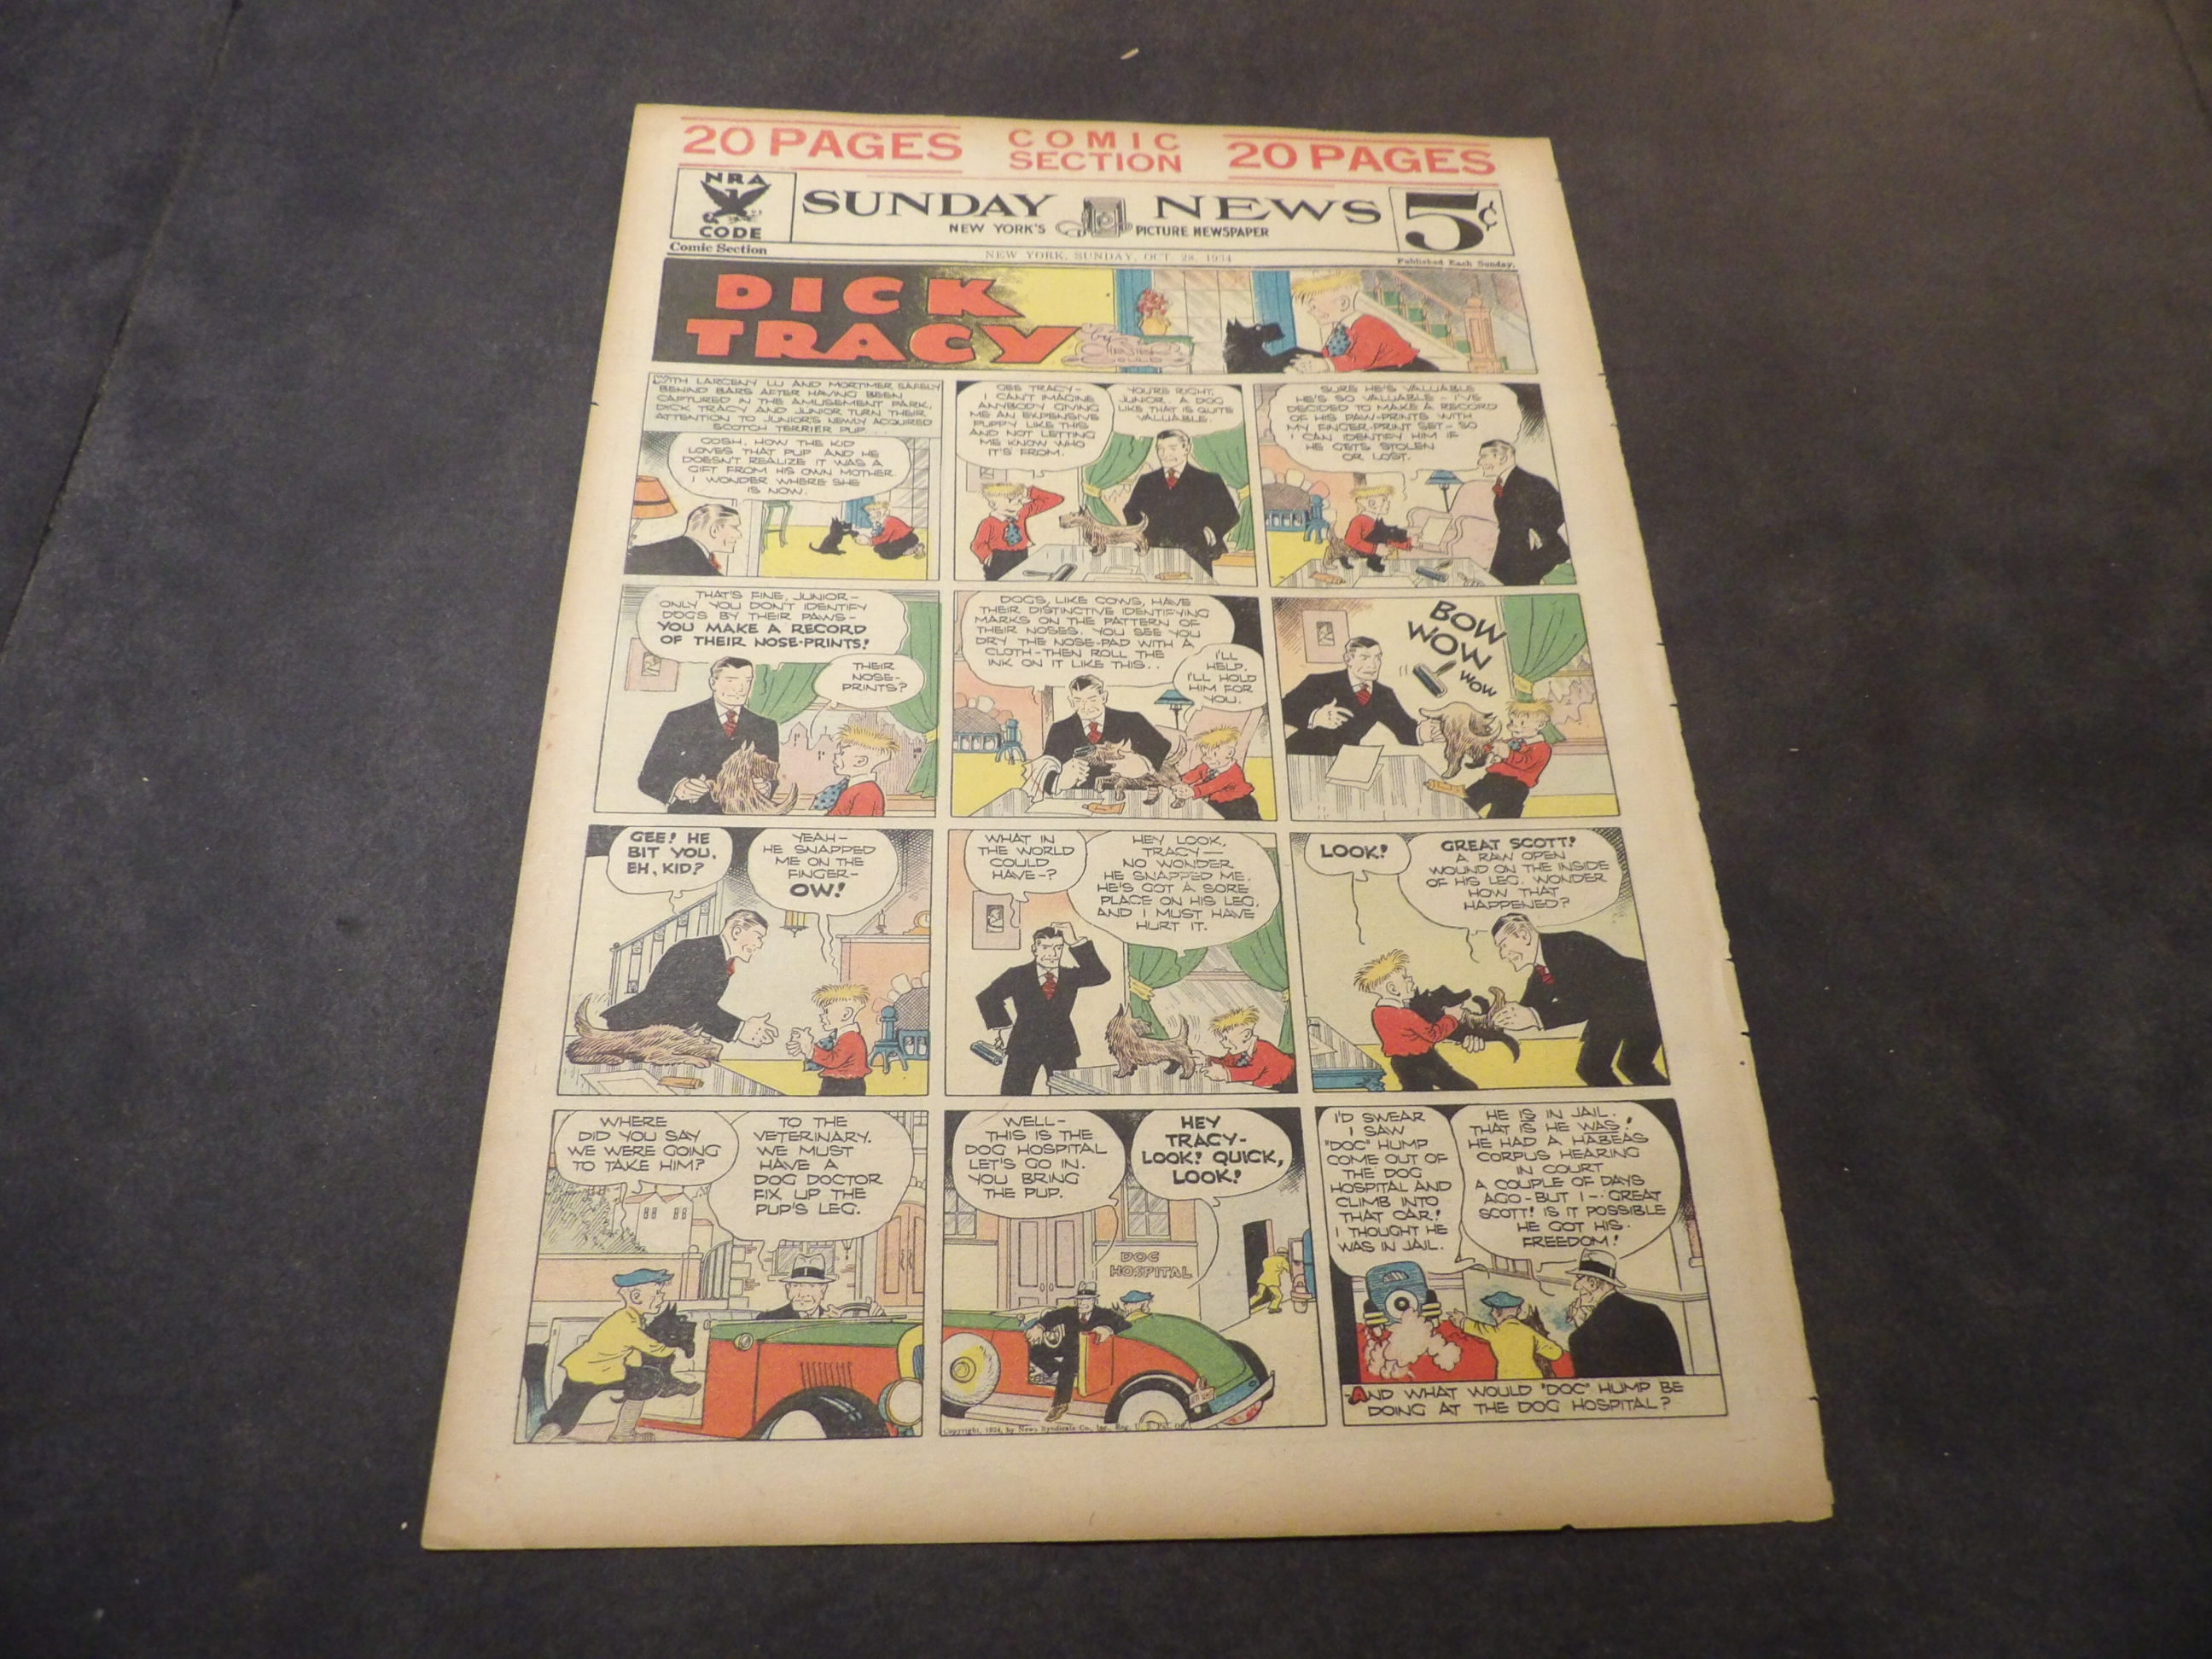 20 PAGES
COMIC
SECTION
20 PAGES
NRA
CODE
SUNDAY NEWS
NEW YORK'S PICTURE NEWSPAPER
5¢
Comic Section
NEW YORK, SUNDAY, OCT. 28, 1934
Published Each Sunday.
DICK
TRACY
by
CHESTER
GOULD
WITH LARCENY LU AND MORTIMER SAFELY
BEHIND BARS AFTER HAVING BEEN
CAPTURED IN THE AMUSEMENT PARK,
DICK TRACY AND JUNIOR TURN THEIR
ATTENTION TO JUNIOR'S NEWLY ACQUIRED
SCOTCH TERRIER PUP...
GOSH, HOW THE KID
LOVES THAT PUP AND HE
DOESN'T REALIZE IT WAS A
GIFT FROM HIS OWN MOTHER.
I WONDER WHERE SHE
IS NOW.
GEE TRACY-
I CAN'T IMAGINE
ANYBODY GIVING
ME AN EXPENSIVE
PUPPY LIKE THIS
AND NOT LETTING
ME KNOW WHO
IT'S FROM.
YOU'RE RIGHT,
JUNIOR. A DOG
LIKE THAT IS QUITE
VALUABLE.
SURE HE'S VALUABLE
HE'S SO VALUABLE - I'VE
DECIDED TO MAKE A RECORD
OF HIS PAW-PRINTS WITH
MY FINGER-PRINT SET - SO
I CAN IDENTIFY HIM IF
HE GETS STOLEN
OR LOST.
THAT'S FINE, JUNIOR-
ONLY YOU DON'T IDENTIFY
DOGS BY THEIR PAWS-
YOU MAKE A RECORD
OF THEIR NOSE-PRINTS!
THEIR
NOSE-
PRINTS?
DOGS, LIKE COWS, HAVE
THEIR DISTINCTIVE IDENTIFYING
MARKS ON THE PATTERN OF
THEIR NOSES. YOU SEE YOU
DRY THE NOSE-PAD WITH A
CLOTH-THEN ROLL THE
INK ON IT LIKE THIS..
I'LL
HELP.
I'LL HOLD
HIM FOR
YOU.
BOW
WOW
WOW
GEE! HE
BIT YOU,
EH, KID?
YEAH-
HE SNAPPED
ME ON THE
FINGER-
OW!
WHAT IN
THE WORLD
COULD
HAVE-?
HEY LOOK,
TRACY—
NO WONDER
HE SNAPPED ME.
HE'S GOT A SORE
PLACE ON HIS LEG,
AND I MUST HAVE
HURT IT.
LOOK!
GREAT SCOTT!
A RAW OPEN
WOUND ON THE INSIDE
OF HIS LEG. WONDER
HOW THAT
HAPPENED?
WHERE
DID YOU SAY
WE WERE GOING
TO TAKE HIM?
TO THE
VETERINARY.
WE MUST
HAVE A
DOG DOCTOR
FIX UP THE
PUP'S LEG.
WELL-
THIS IS THE
DOG HOSPITAL
LET'S GO IN.
YOU BRING
THE PUP.
HEY
TRACY-
LOOK! QUICK,
LOOK!
DOG
HOSPITAL
Copyright, 1934, by News Syndicate Co., Inc.
I'D SWEAR
I SAW
"DOC" HUMP
COME OUT OF
THE DOG
HOSPITAL AND
CLIMB INTO
THAT CAR!
I THOUGHT HE
WAS IN JAIL.
HE IS IN JAIL.
THAT IS HE WAS!
HE HAD A HABEAS
CORPUS HEARING
IN COURT
A COUPLE OF DAYS
AGO-BUT I-- GREAT
SCOTT! IS IT POSSIBLE
HE GOT HIS
FREEDOM!
AND WHAT WOULD "DOC" HUMP BE
DOING AT THE DOG HOSPITAL?